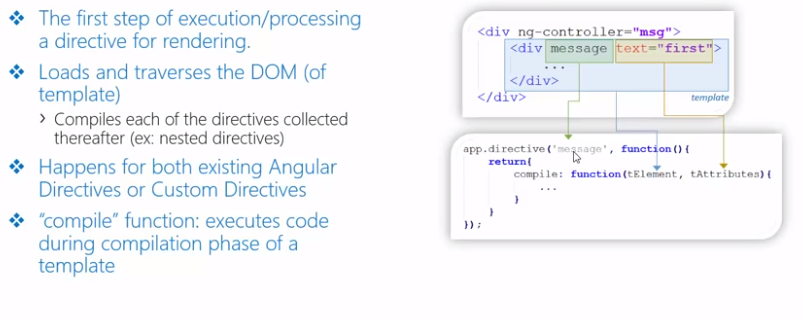 ❖ The first step of execution/processing
a directive for rendering.
❖ Loads and traverses the DOM (of
template)
› Compiles each of the directives collected
thereafter (ex: nested directives)
❖ Happens for both existing Angular
Directives or Custom Directives
❖ “compile” function: executes code
during compilation phase of a
template
<div ng-controller="msg">
<div message text="first">
...
</div>
</div>
template
app.directive('message', function(){
return{
compile: function(tElement, tAttributes){
...
}
}
});